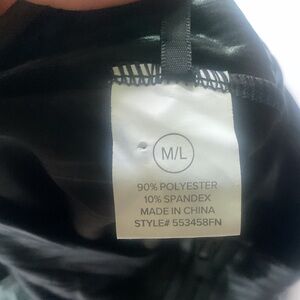 M/L
90% POLYESTER
10% SPANDEX
MADE IN CHINA
STYLE# 553458FN